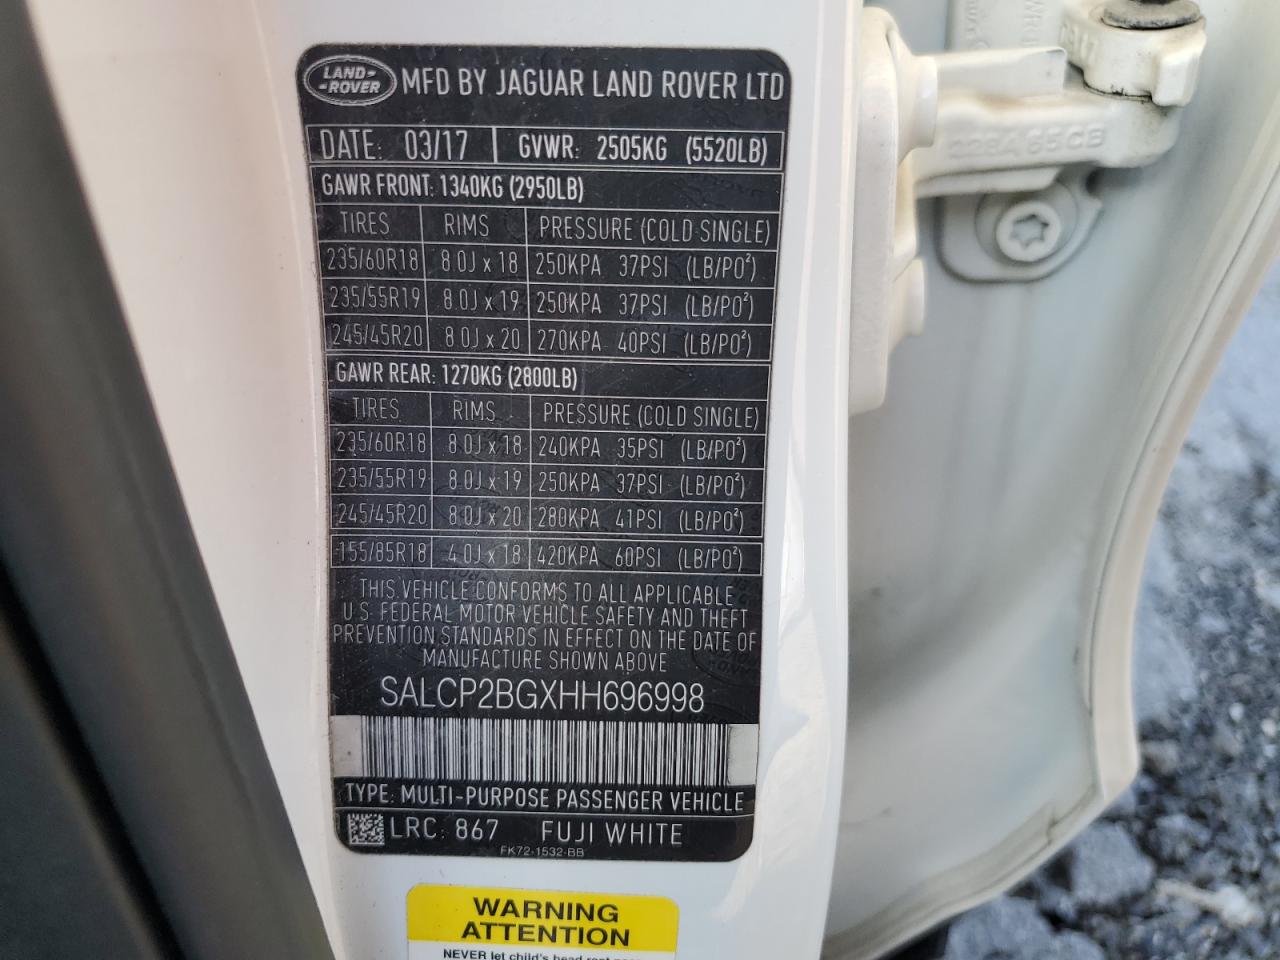 LAND-
-ROVER
MFD BY JAGUAR LAND ROVER LTD
DATE: 03/17 GVWR: 2505KG (5520LB)
GAWR FRONT: 1340KG (2950LB)
TIRES RIMS PRESSURE (COLD SINGLE)
235/60R18 8.0J x 18 250KPA 37PSI (LB/PO²)
235/55R19 8.0J x 19 250KPA 37PSI (LB/PO²)
245/45R20 8.0J x 20 270KPA 40PSI (LB/PO²)
GAWR REAR: 1270KG (2800LB)
TIRES RIMS PRESSURE (COLD SINGLE)
235/60R18 8.0J x 18 240KPA 35PSI (LB/PO²)
235/55R19 8.0J x 19 250KPA 37PSI (LB/PO²)
245/45R20 8.0J x 20 280KPA 41PSI (LB/PO²)
155/85R18 4.0J x 18 420KPA 60PSI (LB/PO²)
THIS VEHICLE CONFORMS TO ALL APPLICABLE
U.S. FEDERAL MOTOR VEHICLE SAFETY AND THEFT
PREVENTION STANDARDS IN EFFECT ON THE DATE OF
MANUFACTURE SHOWN ABOVE
SALCP2BGXHH696998
TYPE: MULTI-PURPOSE PASSENGER VEHICLE
LRC: 867 FUJI WHITE
FK72-1532-BB
WARNING
ATTENTION
NEVER let child's head rest
228A 65CB